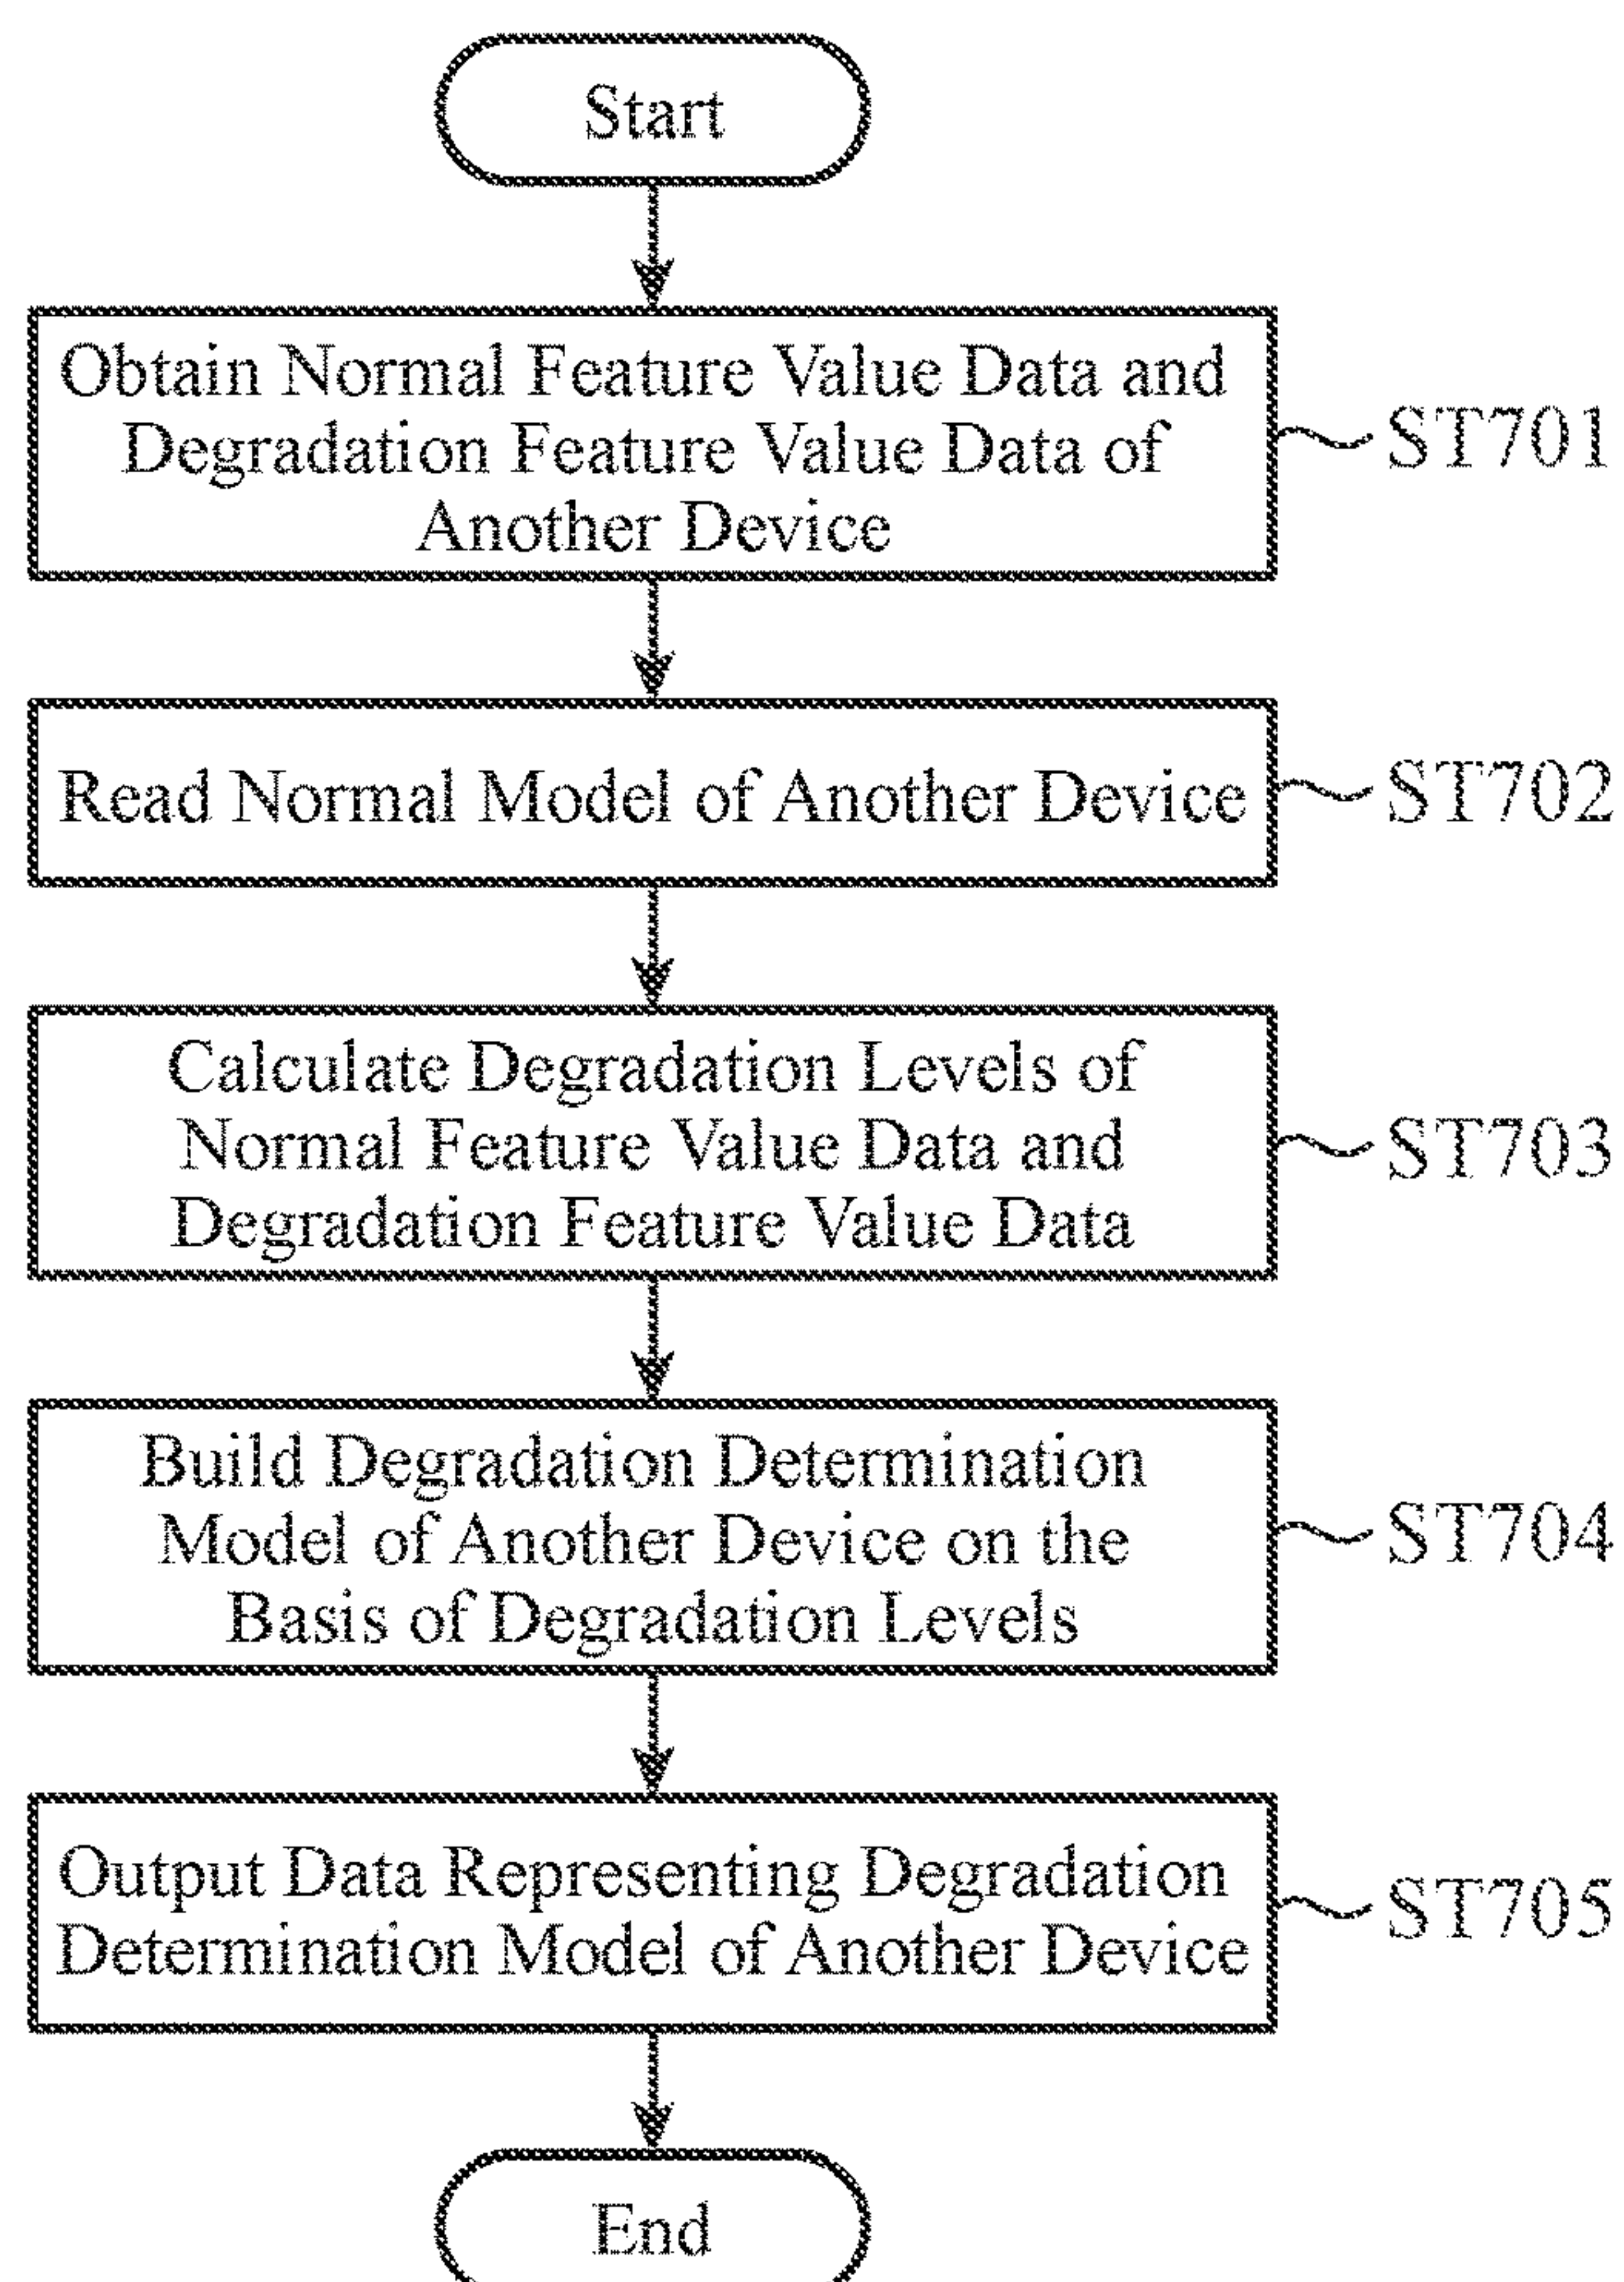 Start
Obtain Normal Feature Value Data and
Degradation Feature Value Data of
Another Device
ST701
Read Normal Model of Another Device
ST702
Calculate Degradation Levels of
Normal Feature Value Data and
Degradation Feature Value Data
ST703
Build Degradation Determination
Model of Another Device on the
Basis of Degradation Levels
ST704
Output Data Representing Degradation
Determination Model of Another Device
ST705
End